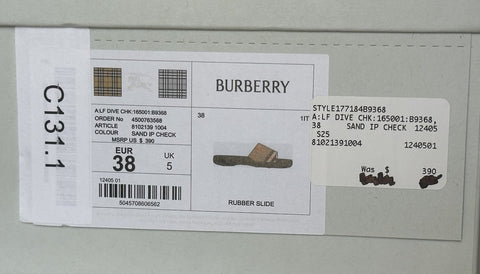 C131.1
A:LF DIVE CHK:165001:B9368
ORDER No 4500763568
ARTICLE 8102139 1004
COLOUR SAND IP CHECK
MSRP US $ 390
EUR UK
38 5
12405 01
5045708606562
BURBERRY
38 1IT
RUBBER SLIDE
STYLE177184B9368
A:LF DIVE CHK:165001:B9368,
38 SAND IP CHECK 12405
S25
81021391004 1240501
Was $ 390